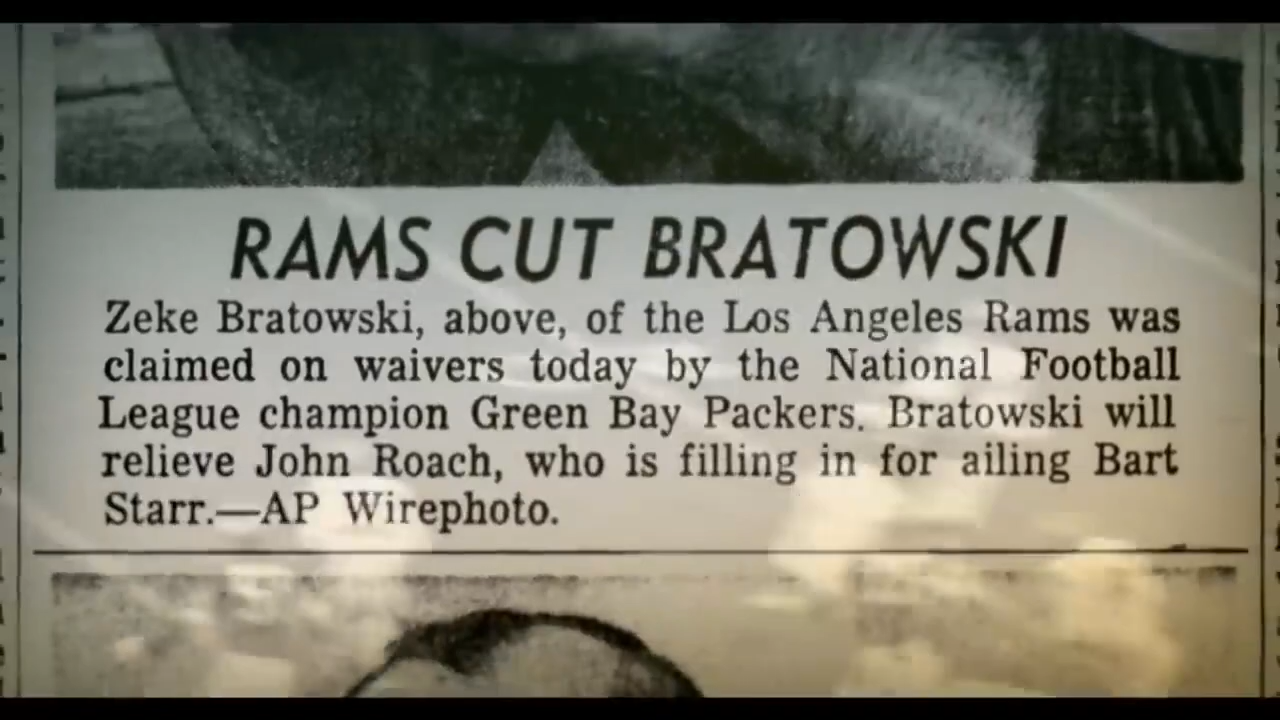 RAMS CUT BRATOWSKI
Zeke Bratowski, above, of the Los Angeles Rams was
claimed on waivers today by the National Football
League champion Green Bay Packers. Bratowski will
relieve John Roach, who is filling in for ailing Bart
Starr.—AP Wirephoto.